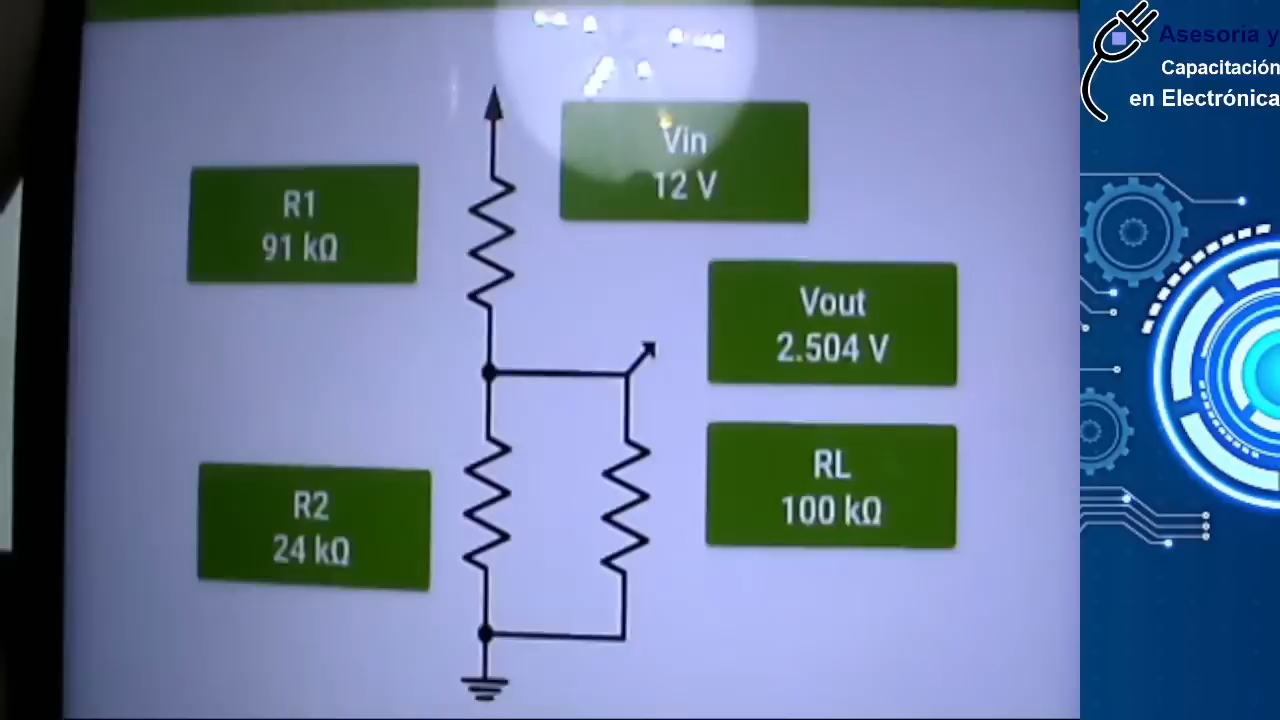 Vin
12 V
R1
91 kΩ
Vout
2.504 V
RL
100 kΩ
R2
24 kΩ
Asesoria y
Capacitación
en Electrónica